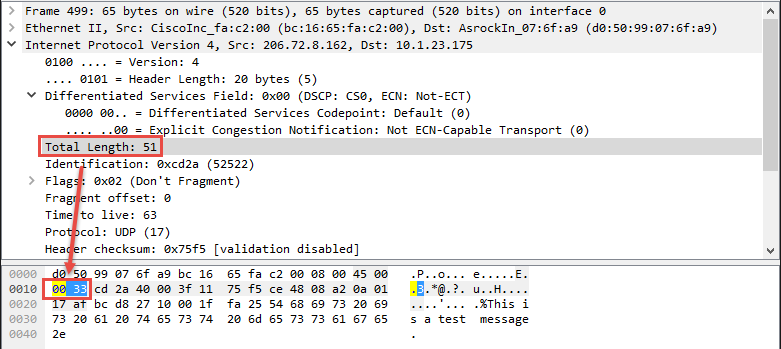 Frame 499: 65 bytes on wire (520 bits), 65 bytes captured (520 bits) on interface 0
Ethernet II, Src: CiscoInc_fa:c2:00 (bc:16:65:fa:c2:00), Dst: AsrockIn_07:6f:a9 (d0:50:99:07:6f:a9)
Internet Protocol Version 4, Src: 206.72.8.162, Dst: 10.1.23.175
0100 .... = Version: 4
.... 0101 = Header Length: 20 bytes (5)
Differentiated Services Field: 0x00 (DSCP: CS0, ECN: Not-ECT)
0000 00.. = Differentiated Services Codepoint: Default (0)
.... ..00 = Explicit Congestion Notification: Not ECN-Capable Transport (0)
Total Length: 51
Identification: 0xcd2a (52522)
Flags: 0x02 (Don't Fragment)
Fragment offset: 0
Time to live: 63
Protocol: UDP (17)
Header checksum: 0x75f5 [validation disabled]
0000 d0 50 99 07 6f a9 bc 16 65 fa c2 00 08 00 45 00 .P..o... e.....E.
0010 00 33 cd 2a 40 00 3f 11 75 f5 ce 48 08 a2 0a 01 .3.*@.?. u..H....
0020 17 af bc d8 27 10 00 1f fa 25 54 68 69 73 20 69 ....'... .%This i
0030 73 20 61 20 74 65 73 74 20 6d 65 73 73 61 67 65 s a test message
0040 2e .